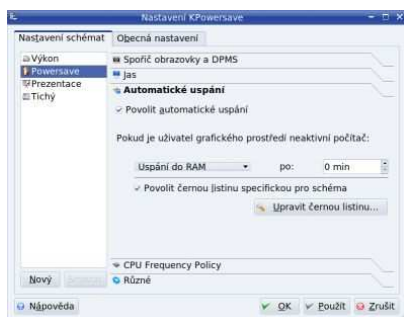 Nastavení KPowersave
Nastavení schémat
Obecná nastavení
Výkon
Powersave
Prezentace
Tichý
Spořič obrazovky a DPMS
Jas
Automatické uspání
Povolit automatické uspání
Pokud je uživatel grafického prostředí neaktivní počítač:
Uspání do RAM
po:
0 min
Povolit černou listinu specifickou pro schéma
Upravit černou listinu...
CPU Frequency Policy
Různé
Nový
Nápověda
OK
Použít
Zrušit